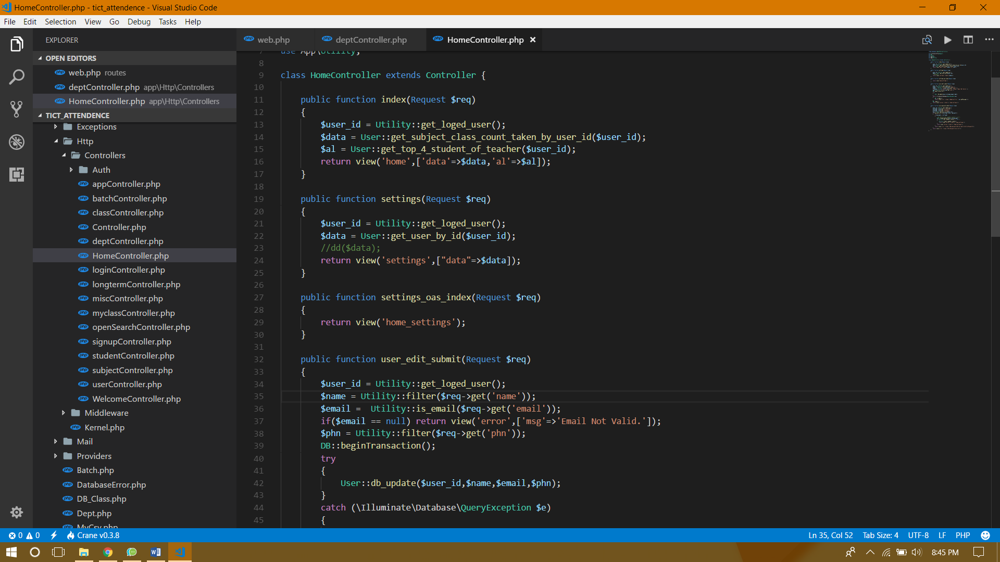 HomeController.php - tict_attendence - Visual Studio Code
File Edit Selection View Go Debug Tasks Help
EXPLORER
OPEN EDITORS
web.php routes
deptController.php app\Http\Controllers
HomeController.php app\Http\Controllers
TICT_ATTENDENCE
Exceptions
Http
Controllers
Auth
appController.php
batchController.php
classController.php
Controller.php
deptController.php
HomeController.php
loginController.php
longtermController.php
miscController.php
myclassController.php
openSearchController.php
signupController.php
studentController.php
subjectController.php
userController.php
WelcomeController.php
Middleware
Kernel.php
Mail
Providers
Batch.php
DatabaseError.php
DB_Class.php
Dept.php
MyCsv.php
web.php deptController.php HomeController.php
7 use App\Utility;
8
9 class HomeController extends Controller {
10
11 public function index(Request $req)
12 {
13 $user_id = Utility::get_loged_user();
14 $data = User::get_subject_class_count_taken_by_user_id($user_id);
15 $al = User::get_top_4_student_of_teacher($user_id);
16 return view('home',['data'=>$data,'al'=>$al]);
17 }
18
19 public function settings(Request $req)
20 {
21 $user_id = Utility::get_loged_user();
22 $data = User::get_user_by_id($user_id);
23 //dd($data);
24 return view('settings',["data"=>$data]);
25 }
26
27 public function settings_oas_index(Request $req)
28 {
29 return view('home_settings');
30 }
31
32 public function user_edit_submit(Request $req)
33 {
34 $user_id = Utility::get_loged_user();
35 $name = Utility::filter($req->get('name'));
36 $email =  Utility::is_email($req->get('email'));
37 if($email == null) return view('error',['msg'=>'Email Not Valid.']);
38 $phn = Utility::filter($req->get('phn'));
39 DB::beginTransaction();
40 try
41 {
42 User::db_update($user_id,$name,$email,$phn);
43 }
44 catch (\Illuminate\Database\QueryException $e)
45 {
0 0 Crane v0.3.8 Ln 35, Col 52 Tab Size: 4 UTF-8 LF PHP
8:45 PM